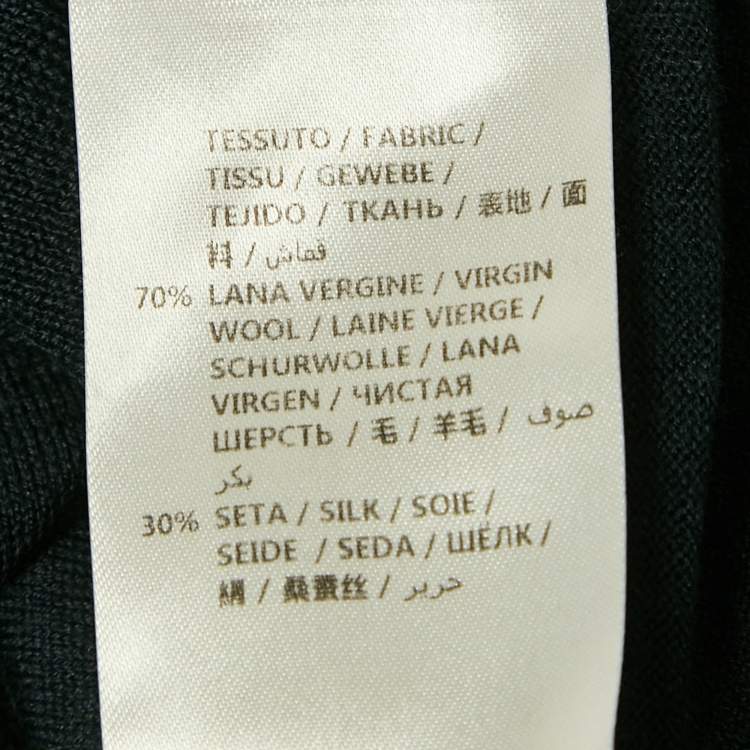 TESSUTO / FABRIC /
TISSU / GEWEBE /
TEJIDO / ТКАНЬ / 表地 / 面
料 / قماش
70% LANA VERGINE / VIRGIN
WOOL / LAINE VIERGE /
SCHURWOLLE / LANA
VIRGEN / ЧИСТАЯ
ШЕРСТЬ / 毛 / 羊毛 / صوف
بكر
30% SETA / SILK / SOIE /
SEIDE / SEDA / ШЁЛК /
絹 / 桑蚕丝 / حرير